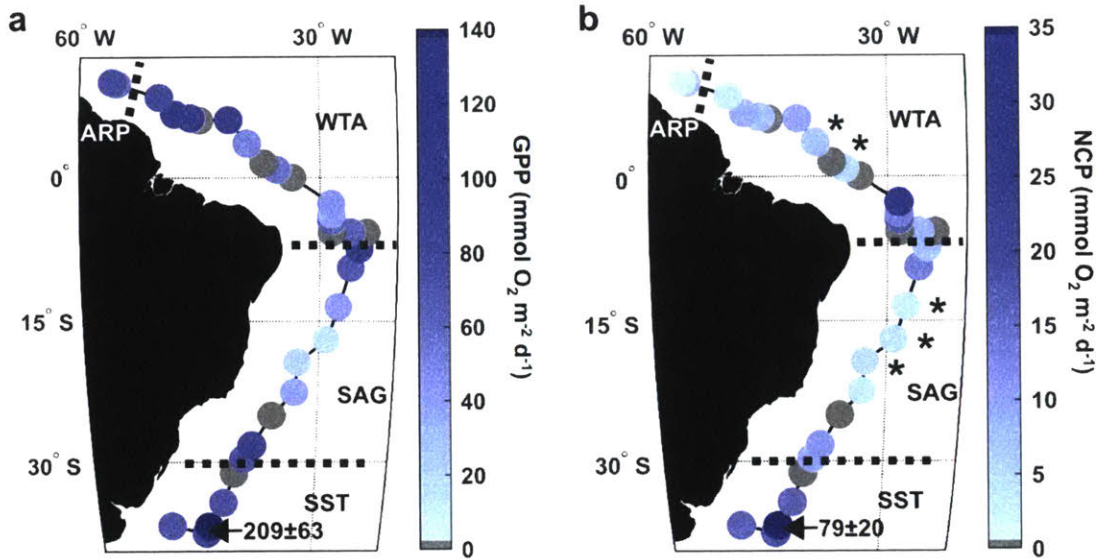 a
60° W
30° W
0°
15° S
30° S
ARP
WTA
SAG
SST
209±63
140
120
100
80
60
40
20
0
GPP (mmol O₂ m⁻² d⁻¹)
b
60° W
30° W
0°
15° S
30° S
ARP
WTA
*
*
*
*
*
SAG
SST
79±20
35
30
25
20
15
10
5
0
NCP (mmol O₂ m⁻² d⁻¹)